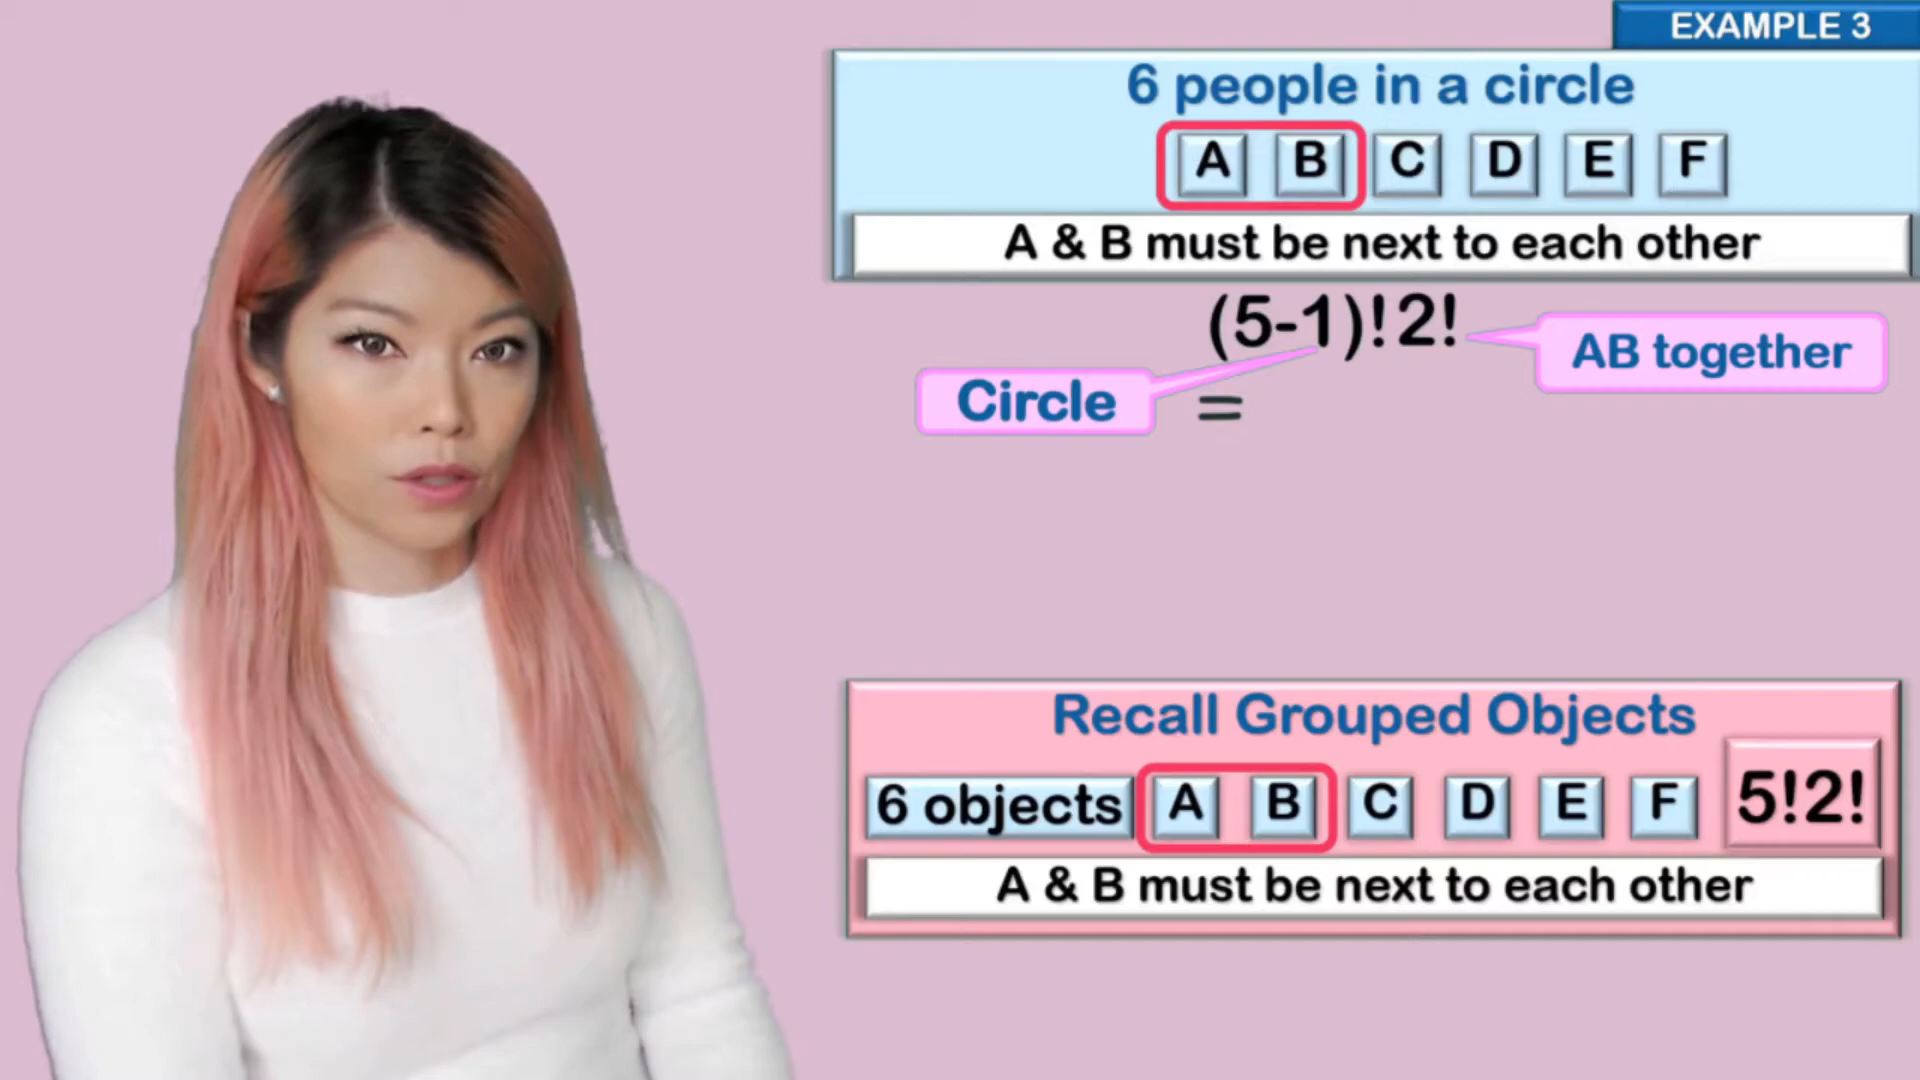 EXAMPLE 3
6 people in a circle
A B C D E F
A & B must be next to each other
(5-1)!2!
AB together
Circle
=
Recall Grouped Objects
6 objects A B C D E F 5!2!
A & B must be next to each other